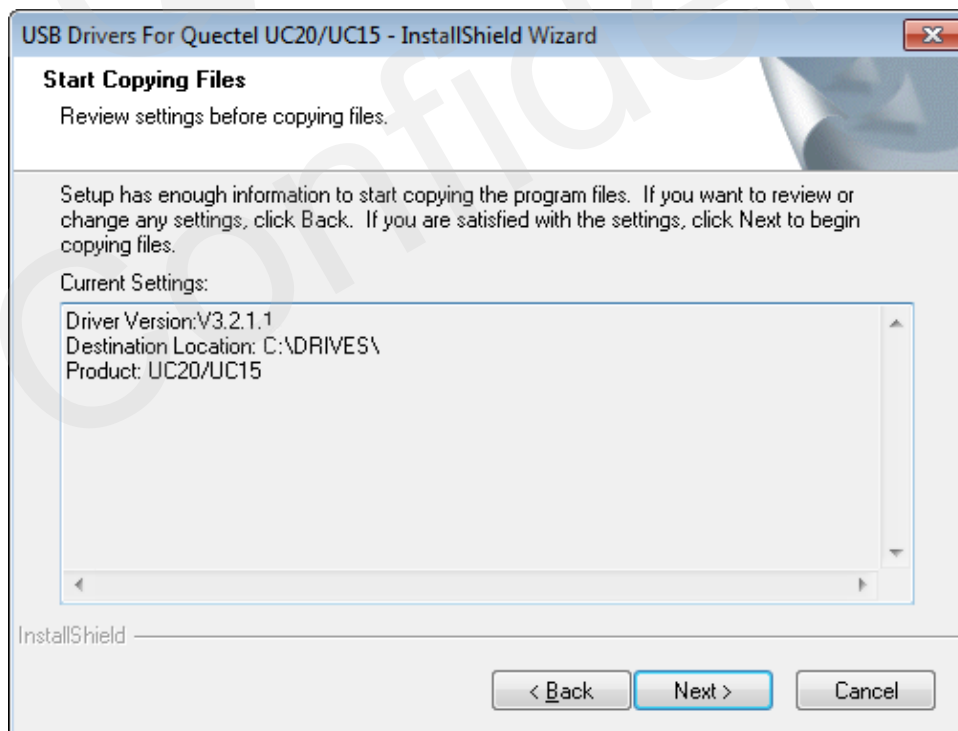 USB Drivers For Quectel UC20/UC15 - InstallShield Wizard
Start Copying Files
Review settings before copying files.
Setup has enough information to start copying the program files. If you want to review or
change any settings, click Back. If you are satisfied with the settings, click Next to begin
copying files.
Current Settings:
Driver Version:V3.2.1.1
Destination Location: C:\DRIVES\
Product: UC20/UC15
InstallShield
< Back Next > Cancel